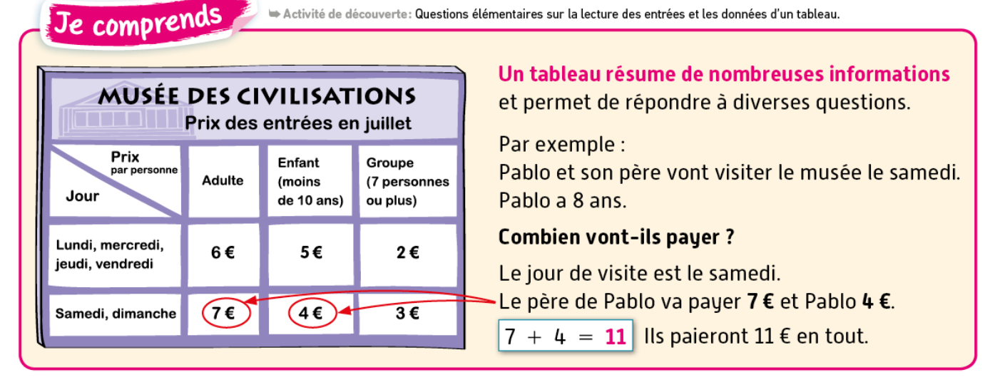 Je comprends
➥ Activité de découverte : Questions élémentaires sur la lecture des entrées et les données d'un tableau.
MUSÉE DES CIVILISATIONS
Prix des entrées en juillet
Prix
par personne
Jour
Adulte
Enfant
(moins
de 10 ans)
Groupe
(7 personnes
ou plus)
Lundi, mercredi,
jeudi, vendredi
6 €
5 €
2 €
Samedi, dimanche
7 €
4 €
3 €
Un tableau résume de nombreuses informations
et permet de répondre à diverses questions.
Par exemple :
Pablo et son père vont visiter le musée le samedi.
Pablo a 8 ans.
Combien vont-ils payer ?
Le jour de visite est le samedi.
Le père de Pablo va payer 7 € et Pablo 4 €.
7 + 4 = 11 Ils paieront 11 € en tout.